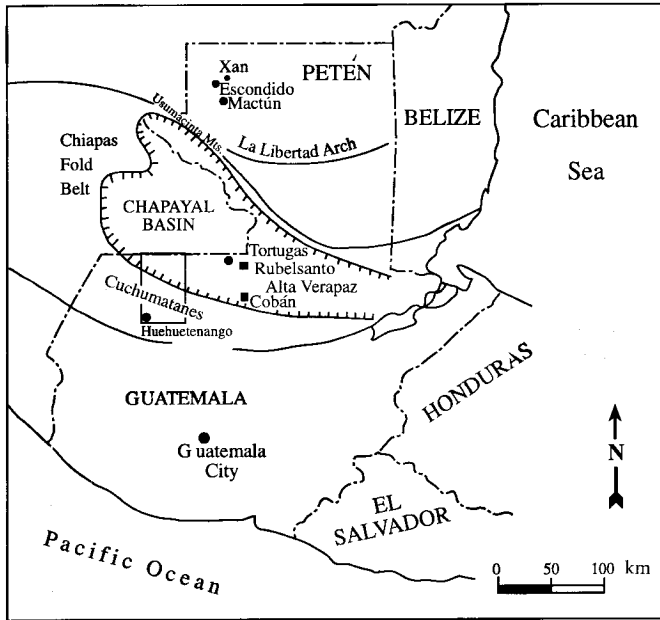 Xan
Escondido
Mactún
PETÉN
BELIZE
Caribbean
Sea
Usumacinta Mts.
La Libertad Arch
Chiapas
Fold
Belt
CHAPAYAL
BASIN
Tortugas
Rubelsanto
Alta Verapaz
Cobán
Cuchumatanes
Huehuetenango
GUATEMALA
Guatemala
City
HONDURAS
EL
SALVADOR
N
Pacific Ocean
0 50 100 km